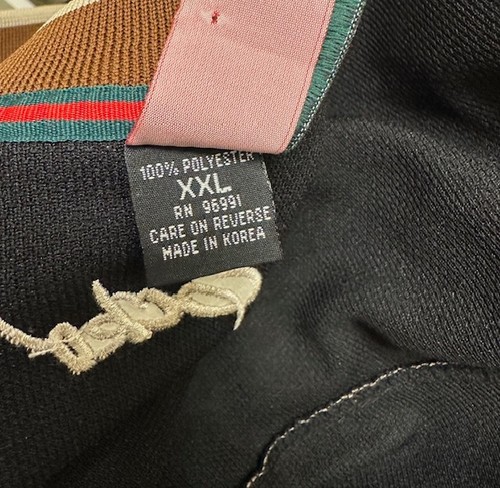 100% POLYESTER
XXL
RN 96991
CARE ON REVERSE
MADE IN KOREA